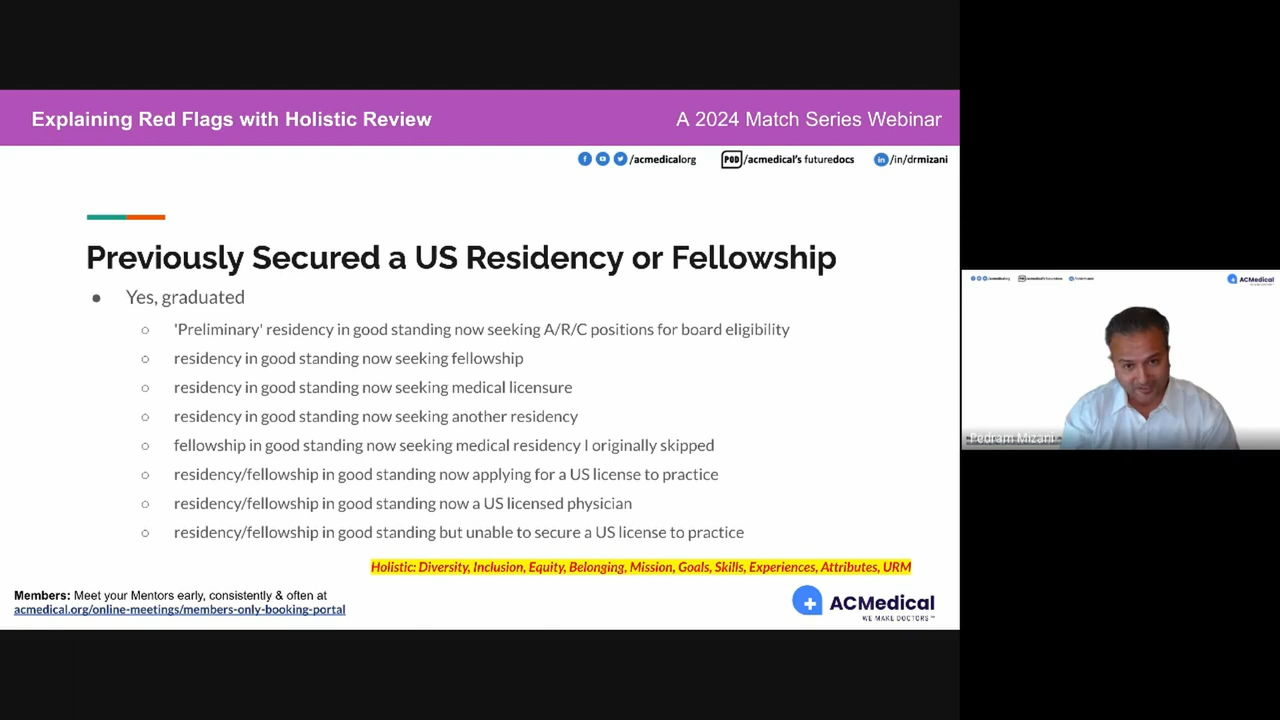 Explaining Red Flags with Holistic Review
A 2024 Match Series Webinar
/acmedicalorg
POD /acmedical's futuredocs
in /in/drmizani
Previously Secured a US Residency or Fellowship
● Yes, graduated
○ 'Preliminary' residency in good standing now seeking A/R/C positions for board eligibility
○ residency in good standing now seeking fellowship
○ residency in good standing now seeking medical licensure
○ residency in good standing now seeking another residency
○ fellowship in good standing now seeking medical residency I originally skipped
○ residency/fellowship in good standing now applying for a US license to practice
○ residency/fellowship in good standing now a US licensed physician
○ residency/fellowship in good standing but unable to secure a US license to practice
Holistic: Diversity, Inclusion, Equity, Belonging, Mission, Goals, Skills, Experiences, Attributes, URM
Members: Meet your Mentors early, consistently & often at
acmedical.org/online-meetings/members-only-booking-portal
ACMedical
WE MAKE DOCTORS™
ACMedical
Pedram Mizani